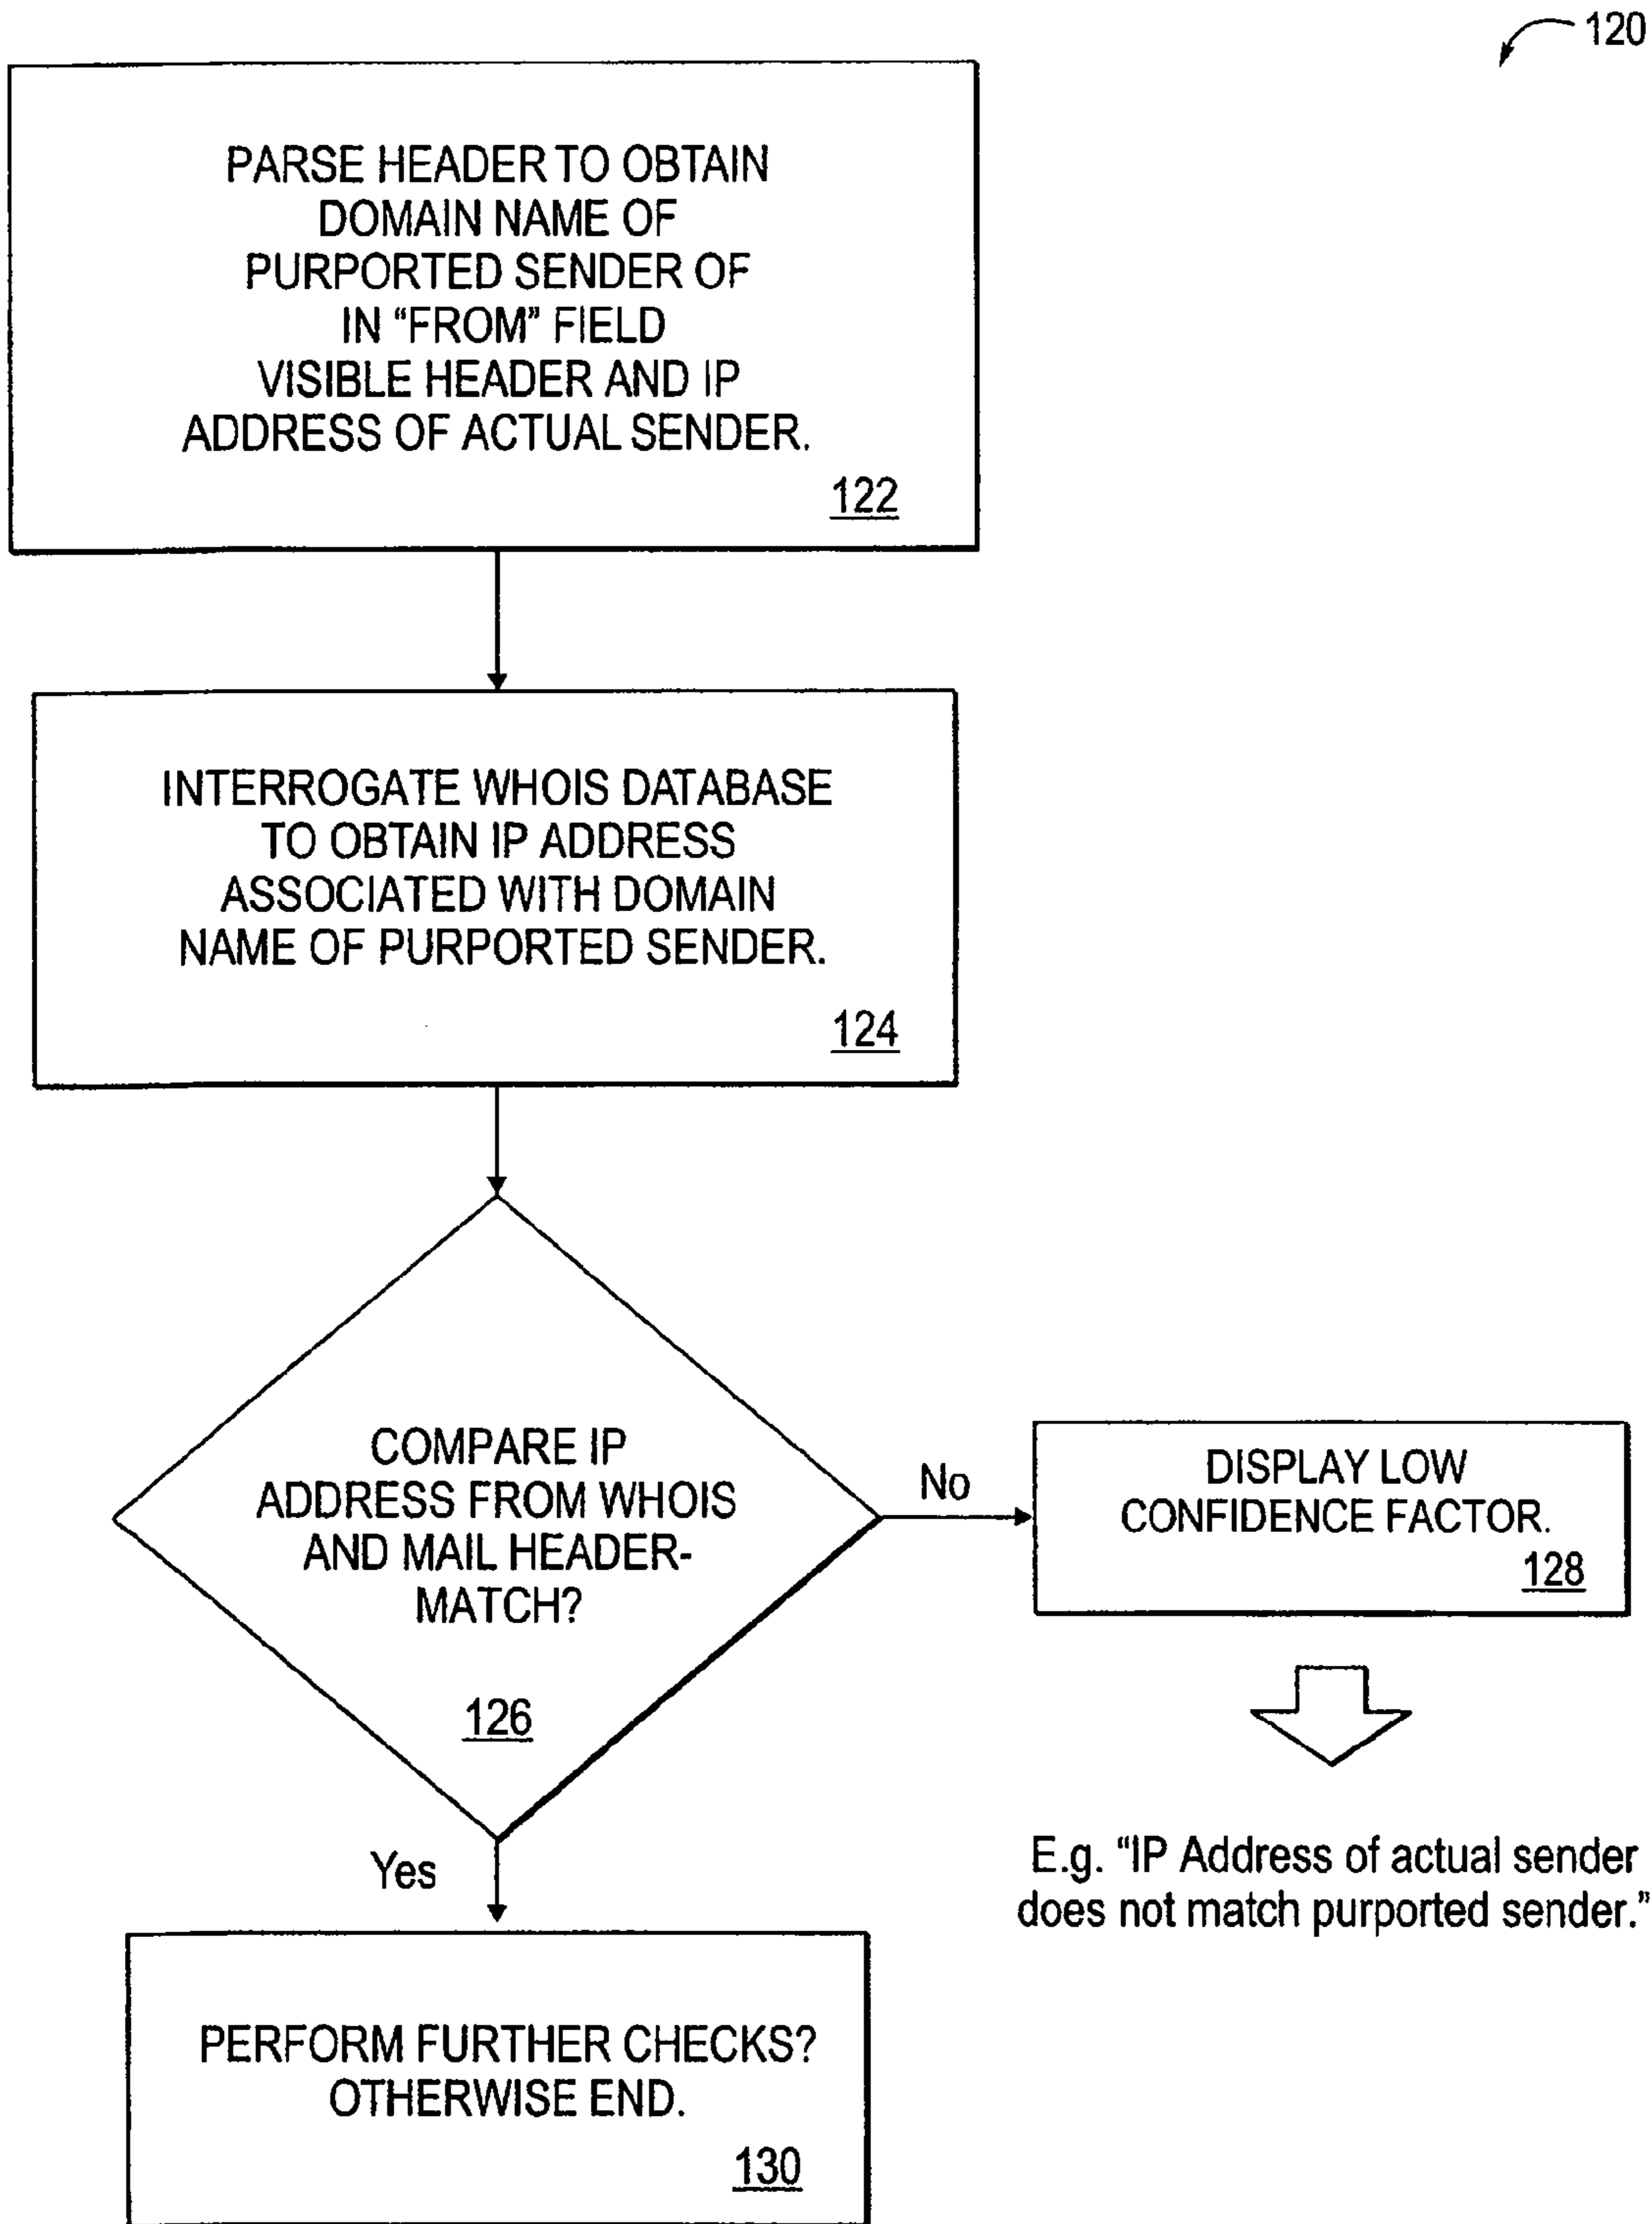 120
PARSE HEADER TO OBTAIN
DOMAIN NAME OF
PURPORTED SENDER OF
IN “FROM” FIELD
VISIBLE HEADER AND IP
ADDRESS OF ACTUAL SENDER.
122
INTERROGATE WHOIS DATABASE
TO OBTAIN IP ADDRESS
ASSOCIATED WITH DOMAIN
NAME OF PURPORTED SENDER.
124
COMPARE IP
ADDRESS FROM WHOIS
AND MAIL HEADER-
MATCH?
126
No
DISPLAY LOW
CONFIDENCE FACTOR.
128
E.g. “IP Address of actual sender
does not match purported sender.”
Yes
PERFORM FURTHER CHECKS?
OTHERWISE END.
130